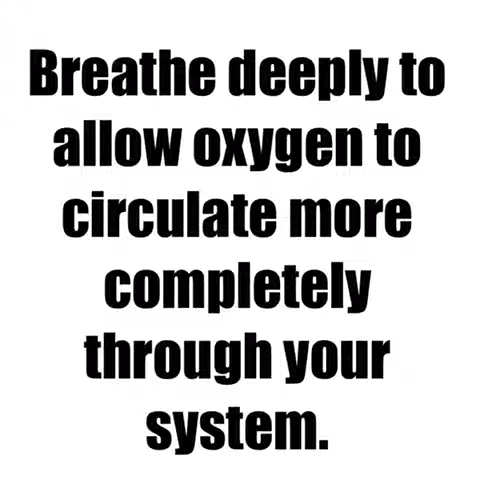 Breathe deeply to
allow oxygen to
circulate more
completely
through your
system.